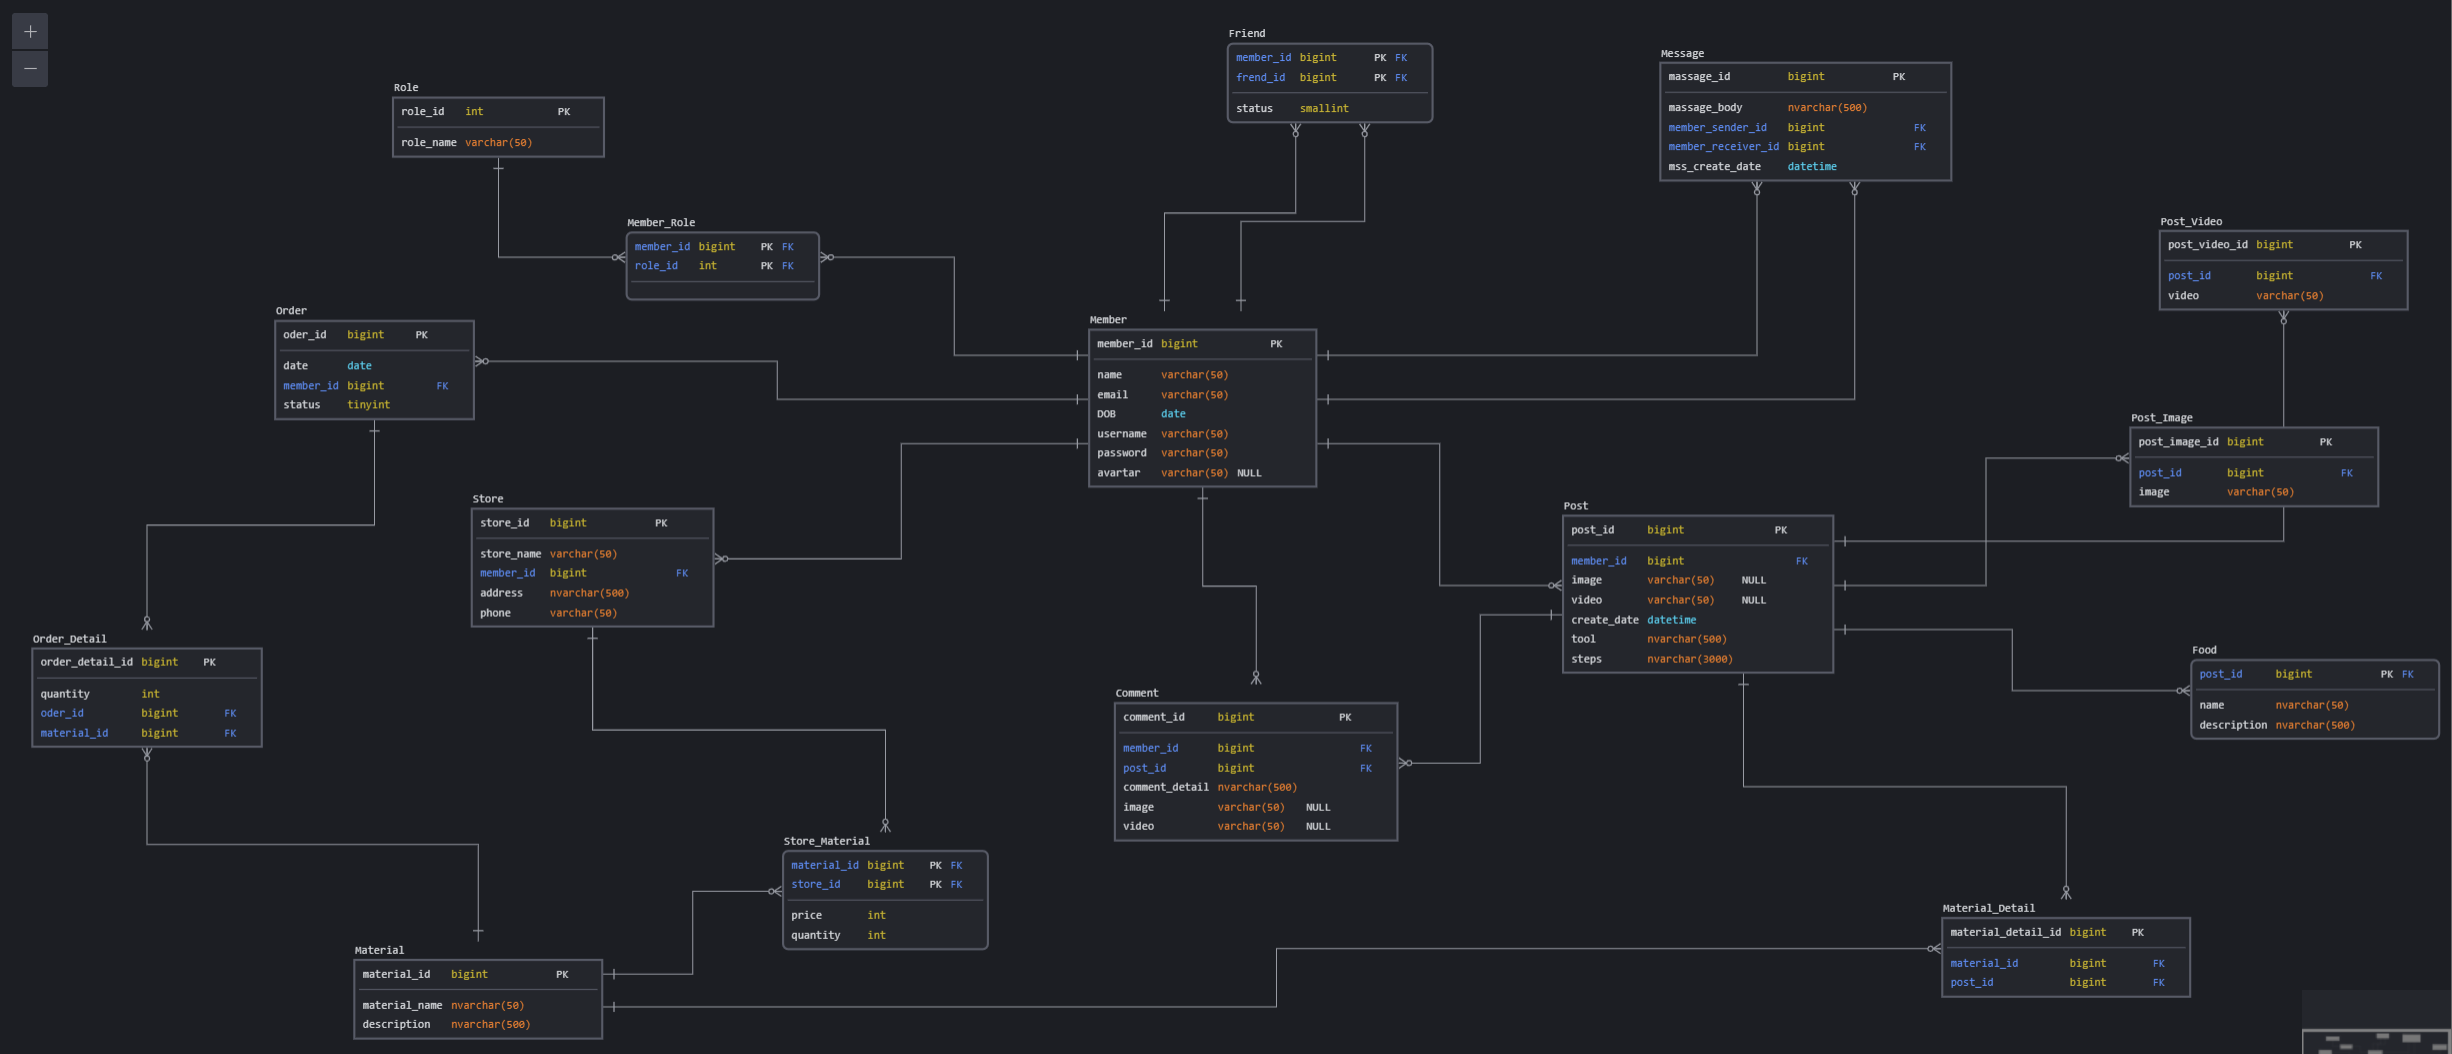 +
−
Friend
member_id bigint PK FK
frend_id bigint PK FK
status smallint
Message
massage_id bigint PK
massage_body nvarchar(500)
member_sender_id bigint FK
member_receiver_id bigint FK
mss_create_date datetime
Role
role_id int PK
role_name varchar(50)
Member_Role
member_id bigint PK FK
role_id int PK FK
Post_Video
post_video_id bigint PK
post_id bigint FK
video varchar(50)
Order
oder_id bigint PK
date date
member_id bigint FK
status tinyint
Member
member_id bigint PK
name varchar(50)
email varchar(50)
DOB date
username varchar(50)
password varchar(50)
avartar varchar(50) NULL
Post_Image
post_image_id bigint PK
post_id bigint FK
image varchar(50)
Store
store_id bigint PK
store_name varchar(50)
member_id bigint FK
address nvarchar(500)
phone varchar(50)
Post
post_id bigint PK
member_id bigint FK
image varchar(50) NULL
video varchar(50) NULL
create_date datetime
tool nvarchar(500)
steps nvarchar(3000)
Order_Detail
order_detail_id bigint PK
quantity int
oder_id bigint FK
material_id bigint FK
Food
post_id bigint PK FK
name nvarchar(50)
description nvarchar(500)
Comment
comment_id bigint PK
member_id bigint FK
post_id bigint FK
comment_detail nvarchar(500)
image varchar(50) NULL
video varchar(50) NULL
Store_Material
material_id bigint PK FK
store_id bigint PK FK
price int
quantity int
Material_Detail
material_detail_id bigint PK
material_id bigint FK
post_id bigint FK
Material
material_id bigint PK
material_name nvarchar(50)
description nvarchar(500)